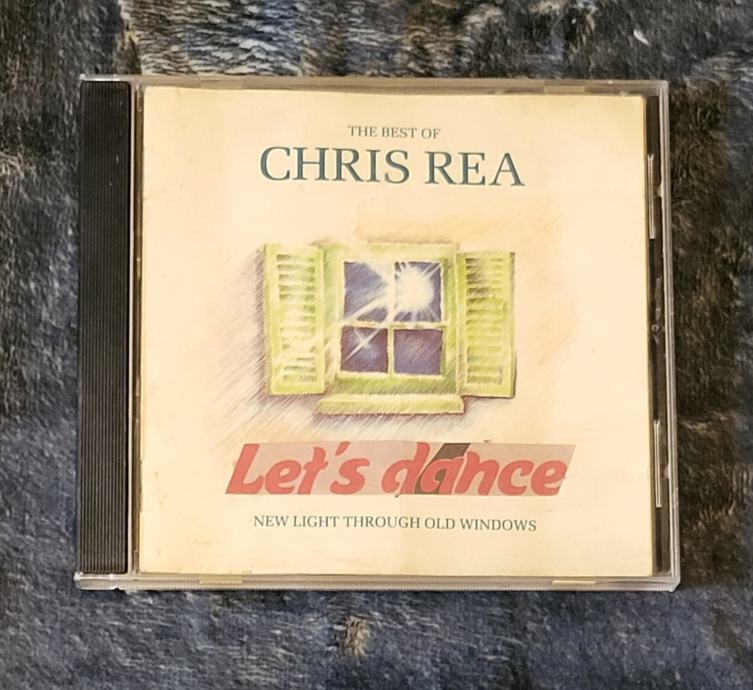 THE BEST OF
CHRIS REA
Let's dance
NEW LIGHT THROUGH OLD WINDOWS